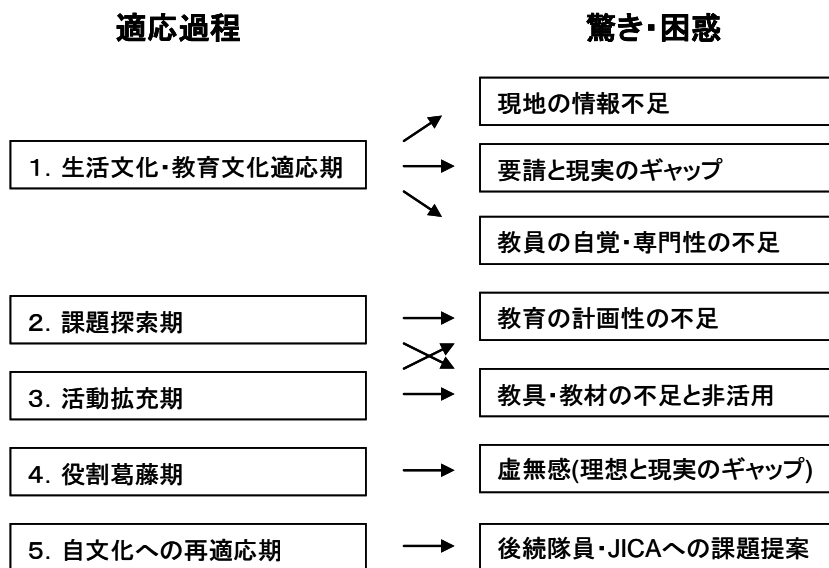 適応過程
驚き・困惑
現地の情報不足
1. 生活文化・教育文化適応期
要請と現実のギャップ
教員の自覚・専門性の不足
2. 課題探索期
教育の計画性の不足
3. 活動拡充期
教具・教材の不足と非活用
4. 役割葛藤期
虚無感(理想と現実のギャップ)
5. 自文化への再適応期
後続隊員・JICAへの課題提案